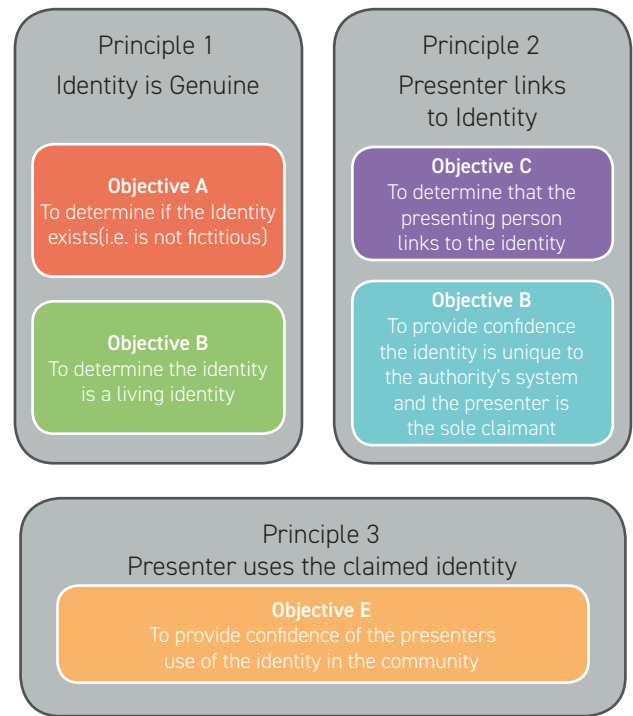 Principle 1
Identity is Genuine
Objective A
To determine if the Identity
exists(i.e. is not fictitious)
Objective B
To determine the identity
is a living identity
Principle 2
Presenter links
to Identity
Objective C
To determine that the
presenting person
links to the identity
Objective B
To provide confidence
the identity is unique to
the authority's system
and the presenter is
the sole claimant
Principle 3
Presenter uses the claimed identity
Objective E
To provide confidence of the presenters
use of the identity in the community